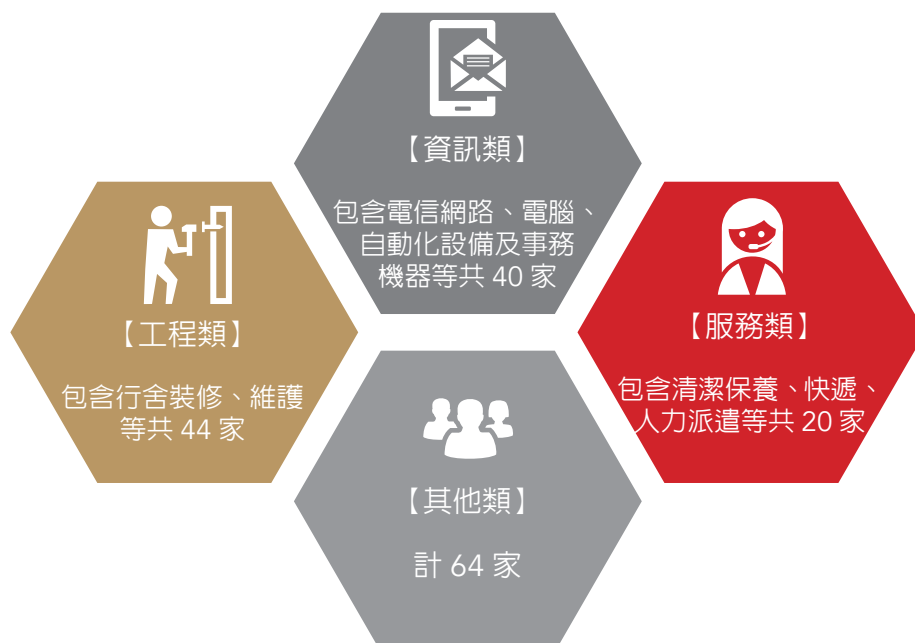 【資訊類】
包含電信網路、電腦、
自動化設備及事務
機器等共 40 家
【工程類】
包含行舍裝修、維護
等共 44 家
【服務類】
包含清潔保養、快遞、
人力派遣等共 20 家
【其他類】
計 64 家